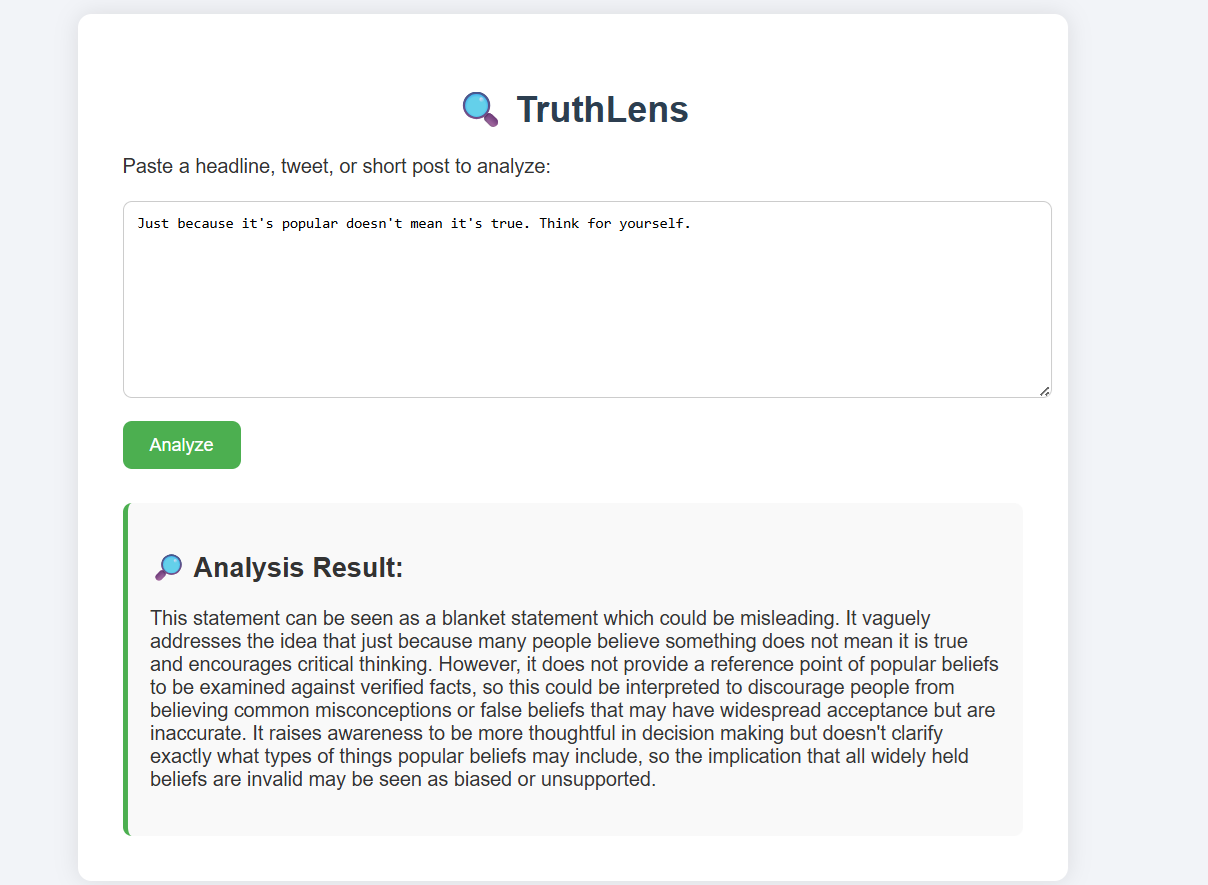 TruthLens
Paste a headline, tweet, or short post to analyze:
Just because it's popular doesn't mean it's true. Think for yourself.
Analyze
Analysis Result:
This statement can be seen as a blanket statement which could be misleading. It vaguely
addresses the idea that just because many people believe something does not mean it is true
and encourages critical thinking. However, it does not provide a reference point of popular beliefs
to be examined against verified facts, so this could be interpreted to discourage people from
believing common misconceptions or false beliefs that may have widespread acceptance but are
inaccurate. It raises awareness to be more thoughtful in decision making but doesn't clarify
exactly what types of things popular beliefs may include, so the implication that all widely held
beliefs are invalid may be seen as biased or unsupported.